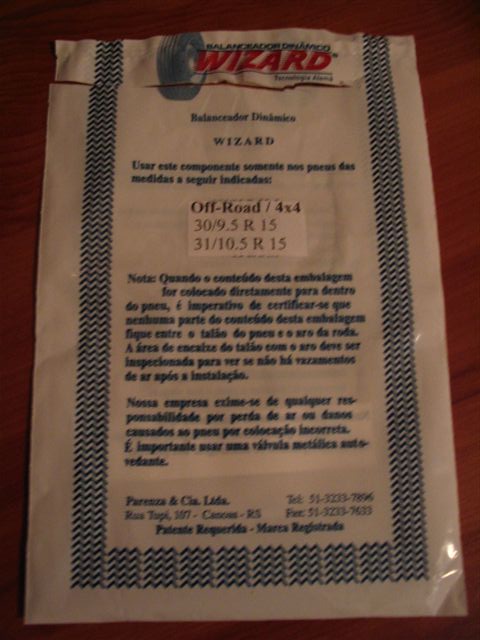 BALANCEADOR DINÂMICO
WIZARD
Tecnologia Alemã
Balanceador Dinâmico
WIZARD
Usar este componente somente nos pneus das
medidas a seguir indicadas:
Off-Road / 4x4
30/9.5 R 15
31/10.5 R 15
Nota: Quando o conteúdo desta embalagem
for colocado diretamente para dentro
do pneu, é imperativo de certificar-se que
nenhuma parte do conteúdo desta embalagem
fique entre o talão do pneu e o aro da roda.
A área de encaixe do talão com o aro deve ser
inspecionada para ver se não há vazamentos
de ar após a instalação.
Nossa empresa exime-se de qualquer res-
ponsabilidade por perda de ar ou danos
causados ao pneu por colocação incorreta.
É importante usar uma válvula metálica auto-
vedante.
Parenza & Cia. Ltda. Tel: 51-3233-7896
Rua Tupi, 107 - Canoas - RS Fax: 51-3233-7633
Patente Requerida - Marca Registrada